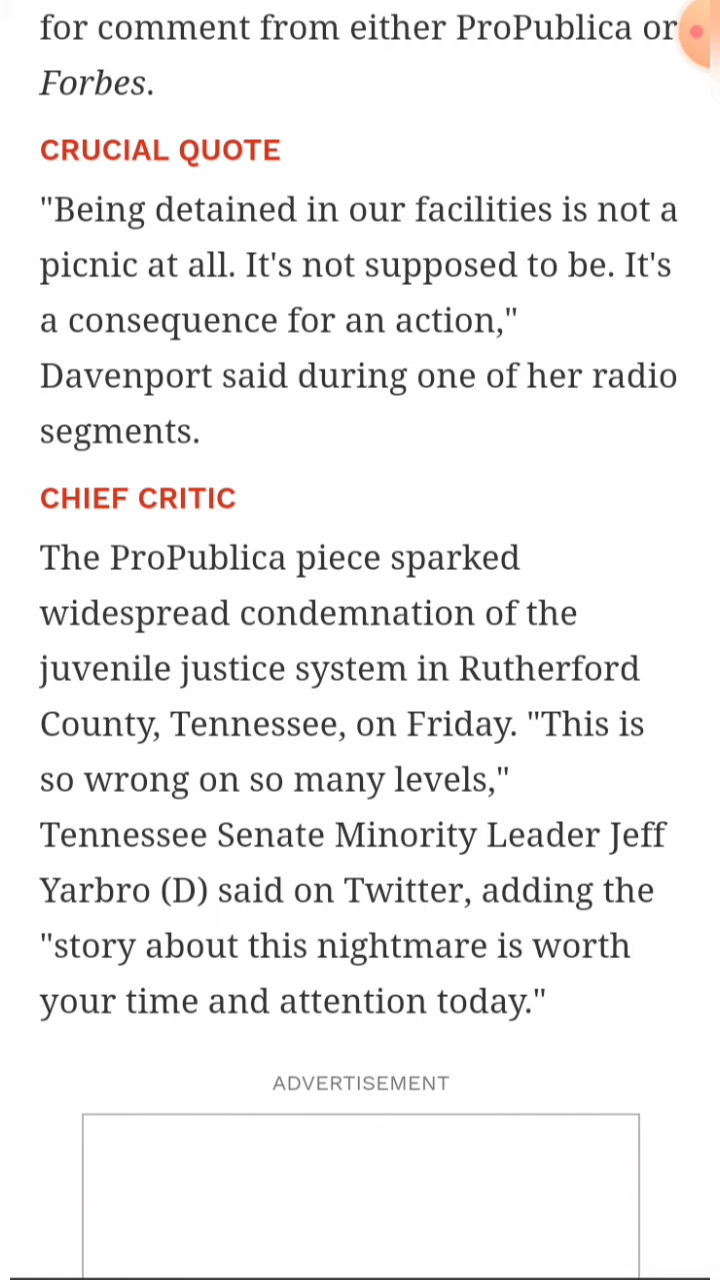 for comment from either ProPublica or
Forbes.
CRUCIAL QUOTE
"Being detained in our facilities is not a
picnic at all. It's not supposed to be. It's
a consequence for an action,"
Davenport said during one of her radio
segments.
CHIEF CRITIC
The ProPublica piece sparked
widespread condemnation of the
juvenile justice system in Rutherford
County, Tennessee, on Friday. "This is
so wrong on so many levels,"
Tennessee Senate Minority Leader Jeff
Yarbro (D) said on Twitter, adding the
"story about this nightmare is worth
your time and attention today."
ADVERTISEMENT